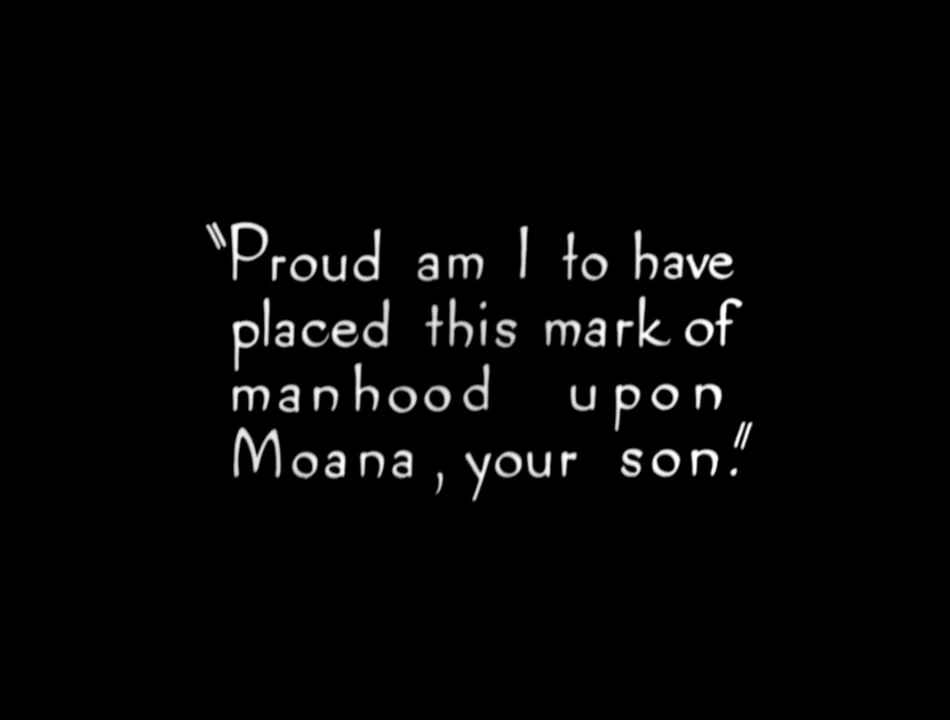 "Proud am I to have
placed this mark of
manhood upon
Moana, your son."